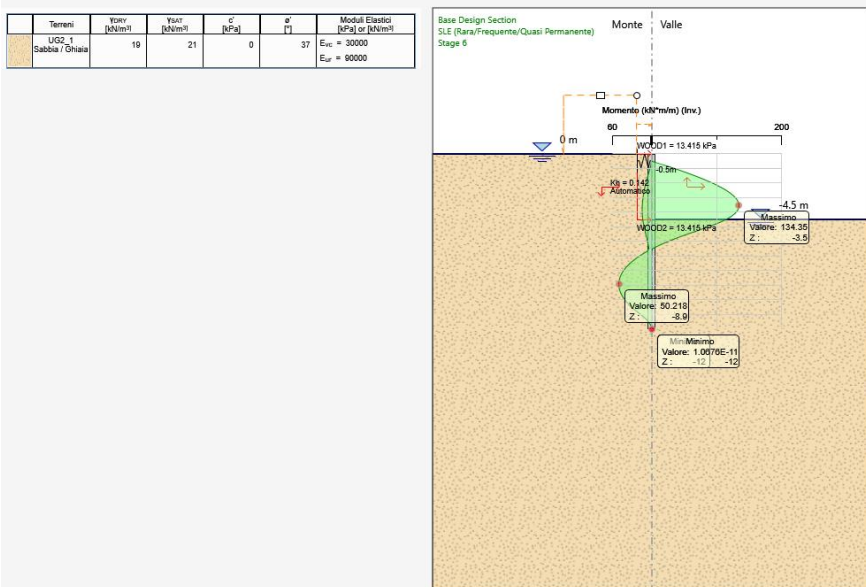 Terreni γDRY [kN/m³] γSAT [kN/m³] c' [kPa] ø' [°] Moduli Elastici [kPa] or [kN/m³]
UG2_1 Sabbia / Ghiaia 19 21 0 37 Evc = 30000
Eur = 90000
Base Design Section
SLE (Rara/Frequente/Quasi Permanente)
Stage 6
Monte Valle
Momento (kN*m/m) (Inv.)
60 200
0 m
WOOD1 = 13.415 kPa
-0.5m
Kh = 0.142
Automatico
-4.5 m
Massimo
Valore: 134.35
Z : -3.5
WOOD2 = 13.415 kPa
Massimo
Valore: 50.218
Z : -8.9
Minimo
Valore: 1.0676E-11
Z : -12 -12